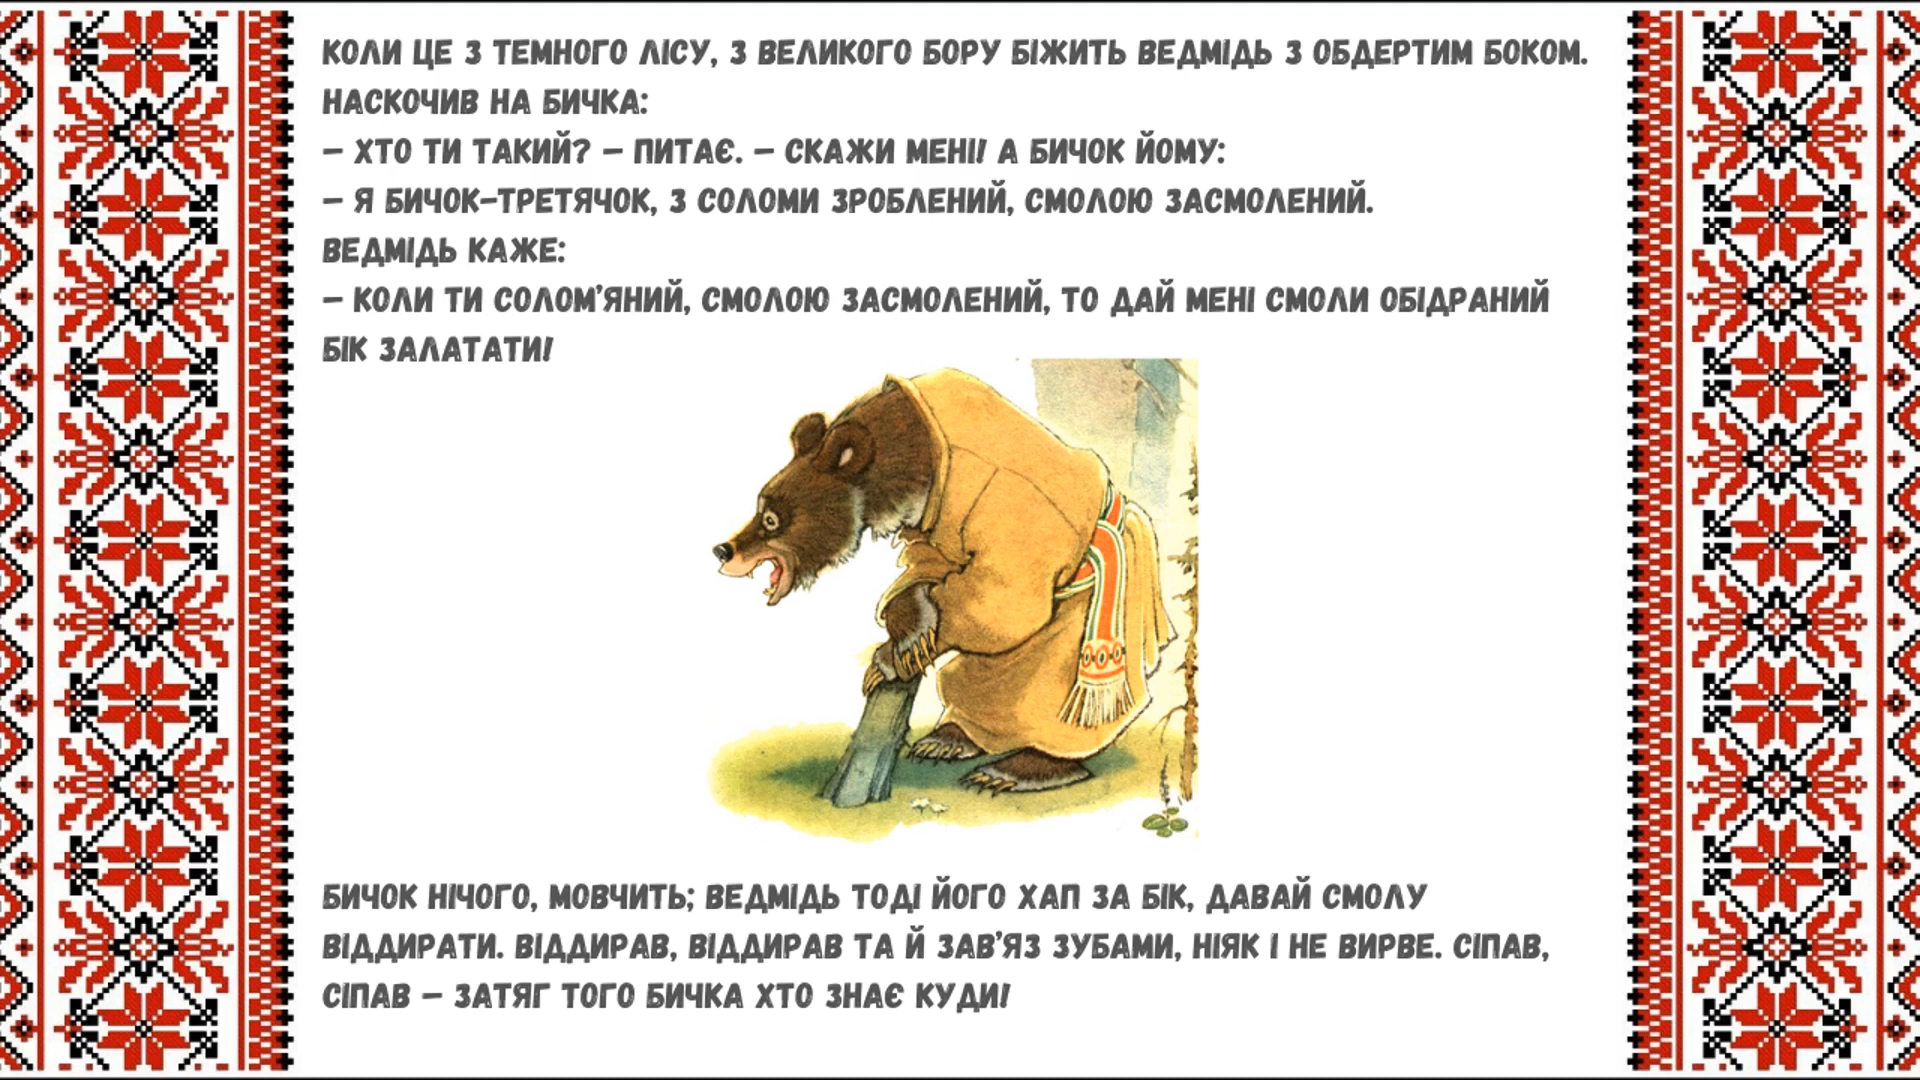 КОЛИ ЦЕ З ТЕМНОГО ЛІСУ, З ВЕЛИКОГО БОРУ БІЖИТЬ ВЕДМІДЬ З ОБДЕРТИМ БОКОМ.
НАСКОЧИВ НА БИЧКА:
– ХТО ТИ ТАКИЙ? – ПИТАЄ. – СКАЖИ МЕНІ! А БИЧОК ЙОМУ:
– Я БИЧОК-ТРЕТЯЧОК, З СОЛОМИ ЗРОБЛЕНИЙ, СМОЛОЮ ЗАСМОЛЕНИЙ.
ВЕДМІДЬ КАЖЕ:
– КОЛИ ТИ СОЛОМ'ЯНИЙ, СМОЛОЮ ЗАСМОЛЕНИЙ, ТО ДАЙ МЕНІ СМОЛИ ОБІДРАНИЙ
БІК ЗАЛАТАТИ!
БИЧОК НІЧОГО, МОВЧИТЬ; ВЕДМІДЬ ТОДІ ЙОГО ХАП ЗА БІК, ДАВАЙ СМОЛУ
ВІДДИРАТИ. ВІДДИРАВ, ВІДДИРАВ ТА Й ЗАВ'ЯЗ ЗУБАМИ, НІЯК І НЕ ВИРВЕ. СІПАВ,
СІПАВ – ЗАТЯГ ТОГО БИЧКА ХТО ЗНАЄ КУДИ!